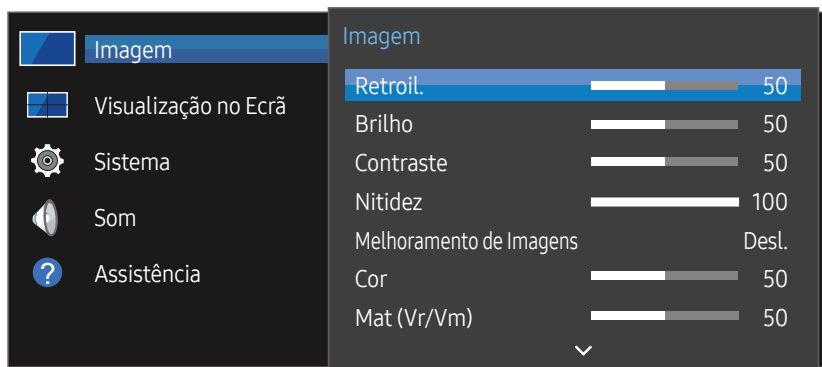 Imagem
Visualização no Ecrã
Sistema
Som
?
Assistência
Imagem
Retroil. 50
Brilho 50
Contraste 50
Nitidez 100
Melhoramento de Imagens Desl.
Cor 50
Mat (Vr/Vm) 50